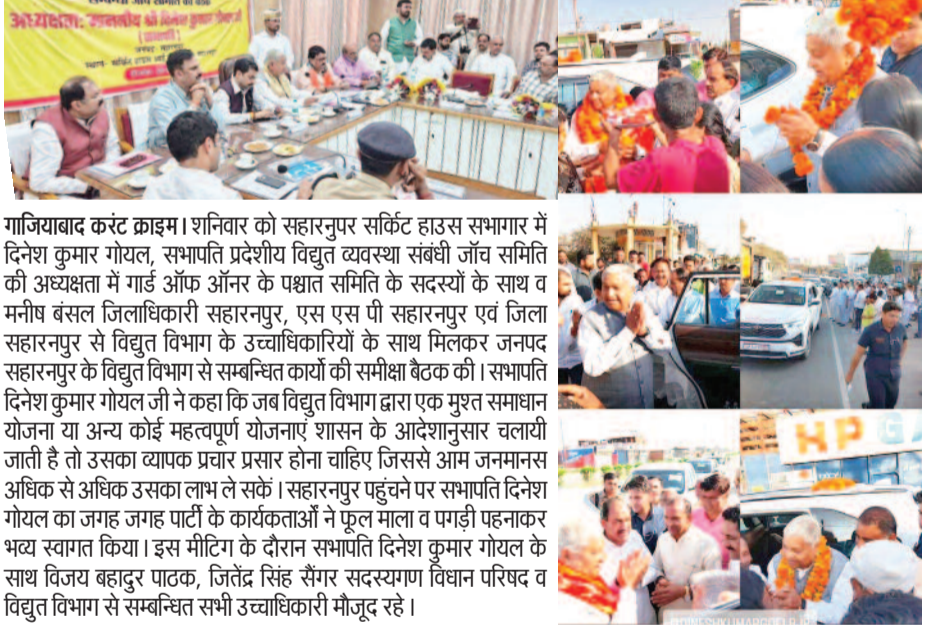 अध्यक्षता: माननीय श्री दिनेश कुमार गोयल जी
गाजियाबाद करंट क्राइम। शनिवार को सहारनुपर सर्किट हाउस सभागार में
दिनेश कुमार गोयल, सभापति प्रदेशीय विद्युत व्यवस्था संबंधी जॉच समिति
की अध्यक्षता में गार्ड ऑफ ऑनर के पश्चात समिति के सदस्यों के साथ व
मनीष बंसल जिलाधिकारी सहारनपुर, एस एस पी सहारनपुर एवं जिला
सहारनपुर से विद्युत विभाग के उच्चाधिकारियों के साथ मिलकर जनपद
सहारनपुर के विद्युत विभाग से सम्बन्धित कार्यो की समीक्षा बैठक की। सभापति
दिनेश कुमार गोयल जी ने कहा कि जब विद्युत विभाग द्वारा एक मुश्त समाधान
योजना या अन्य कोई महत्वपूर्ण योजनाएं शासन के आदेशानुसार चलायी
जाती है तो उसका व्यापक प्रचार प्रसार होना चाहिए जिससे आम जनमानस
अधिक से अधिक उसका लाभ ले सकें। सहारनपुर पहुंचने पर सभापति दिनेश
गोयल का जगह जगह पार्टी के कार्यकताओं ने फूल माला व पगड़ी पहनाकर
भव्य स्वागत किया। इस मीटिग के दौरान सभापति दिनेश कुमार गोयल के
साथ विजय बहादुर पाठक, जितेंद्र सिंह सैंगर सदस्यगण विधान परिषद व
विद्युत विभाग से सम्बन्धित सभी उच्चाधिकारी मौजूद रहे।
HP